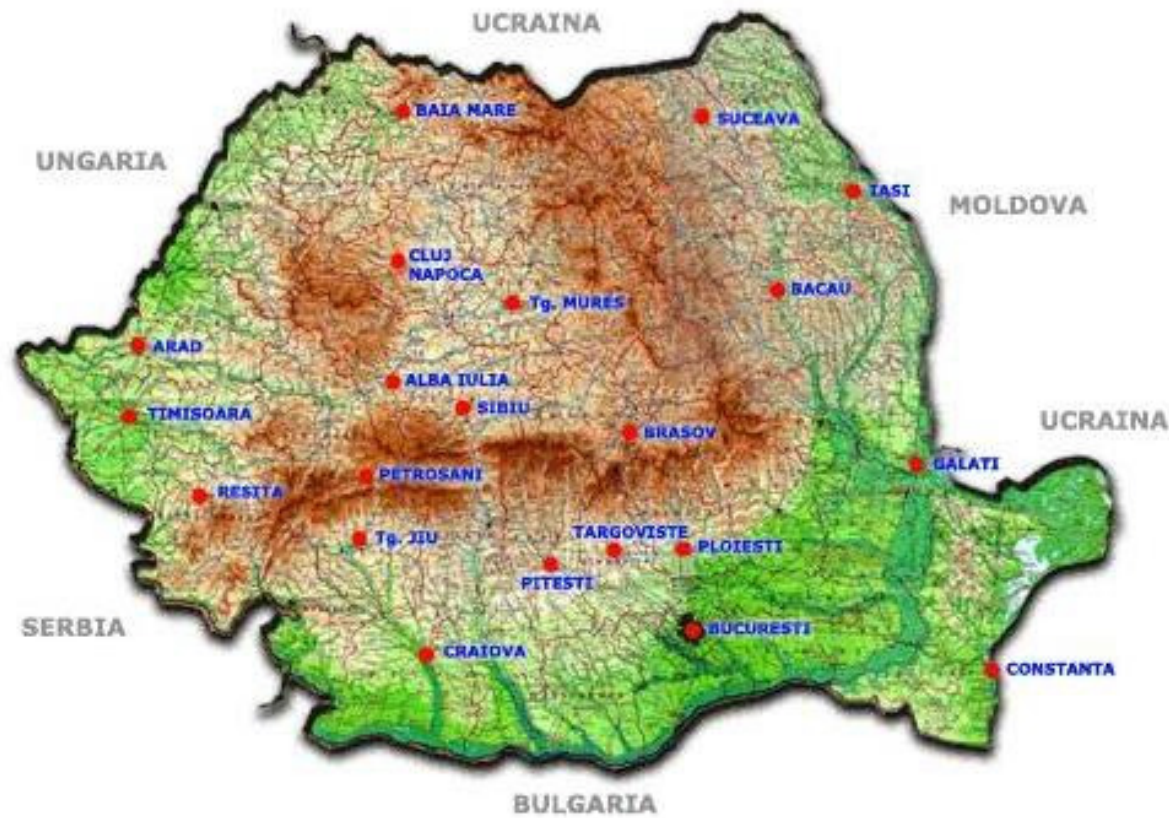 UCRAINA
BAIA MARE
SUCEAVA
UNGARIA
IASI
MOLDOVA
CLUJ
NAPOCA
BACAU
Tg. MURES
ARAD
ALBA IULIA
SIBIU
TIMISOARA
UCRAINA
BRASOV
GALATI
PETROSANI
RESITA
TARGOVISTE
Tg. JIU
PLOIESTI
PITESTI
SERBIA
BUCURESTI
CRAIOVA
CONSTANTA
BULGARIA